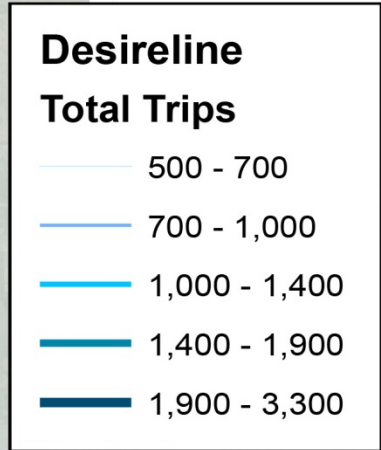 Desireline
Total Trips
500 - 700
700 - 1,000
1,000 - 1,400
1,400 - 1,900
1,900 - 3,300